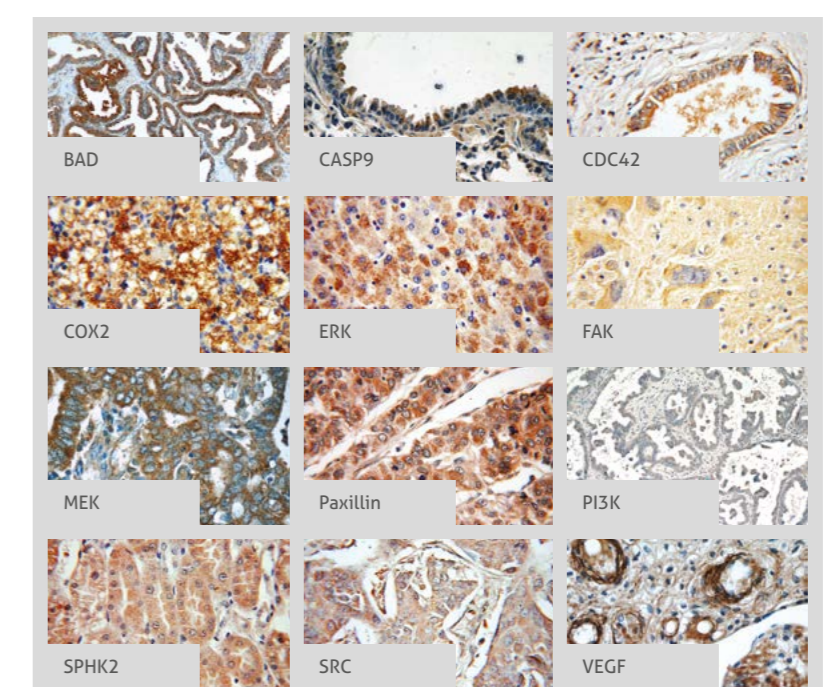 BAD
CASP9
CDC42
COX2
ERK
FAK
MEK
Paxillin
PI3K
SPHK2
SRC
VEGF